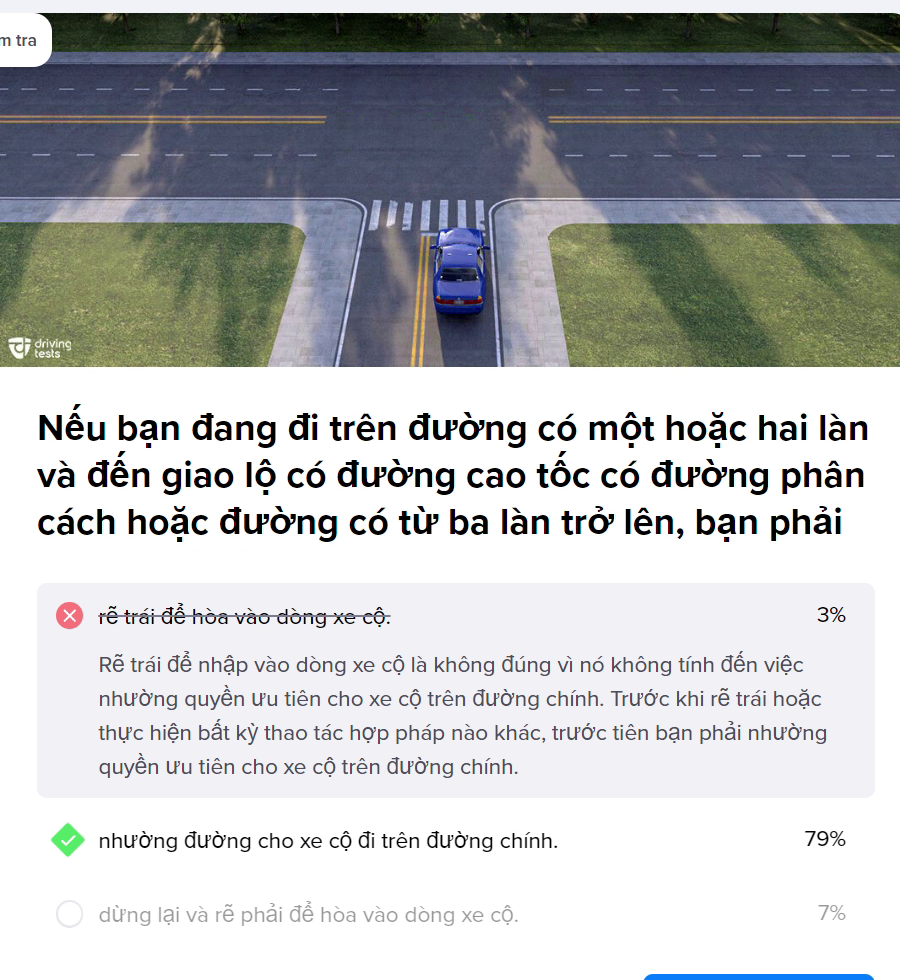 m tra
driving
tests
Nếu bạn đang đi trên đường có một hoặc hai làn
và đến giao lộ có đường cao tốc có đường phân
cách hoặc đường có từ ba làn trở lên, bạn phải
rẽ trái để hòa vào dòng xe cộ. 3%
Rẽ trái để nhập vào dòng xe cộ là không đúng vì nó không tính đến việc
nhường quyền ưu tiên cho xe cộ trên đường chính. Trước khi rẽ trái hoặc
thực hiện bất kỳ thao tác hợp pháp nào khác, trước tiên bạn phải nhường
quyền ưu tiên cho xe cộ trên đường chính.
nhường đường cho xe cộ đi trên đường chính. 79%
dừng lại và rẽ phải để hòa vào dòng xe cộ. 7%